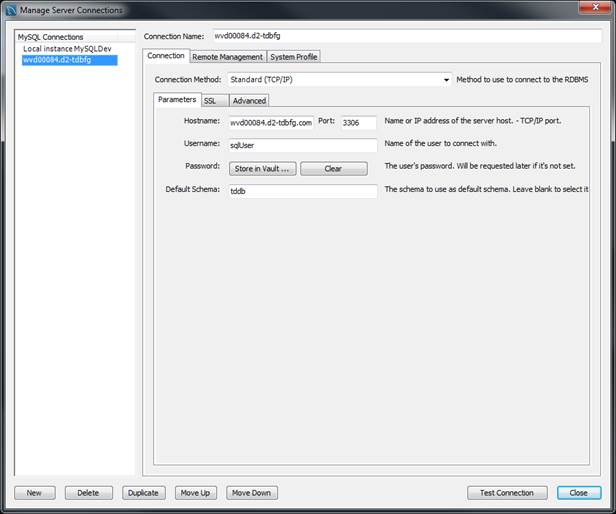 Manage Server Connections
MySQL Connections
Local instance MySQLDev
wvd00084.d2-tdbfg
Connection Name: wvd00084.d2-tdbfg
Connection Remote Management System Profile
Connection Method: Standard (TCP/IP) Method to use to connect to the RDBMS
Parameters SSL Advanced
Hostname: wvd00084.d2-tdbfg.com Port: 3306 Name or IP address of the server host. - TCP/IP port.
Username: sqlUser Name of the user to connect with.
Password: Store in Vault ... Clear The user's password. Will be requested later if it's not set.
Default Schema: tddb The schema to use as default schema. Leave blank to select it
New Delete Duplicate Move Up Move Down Test Connection Close